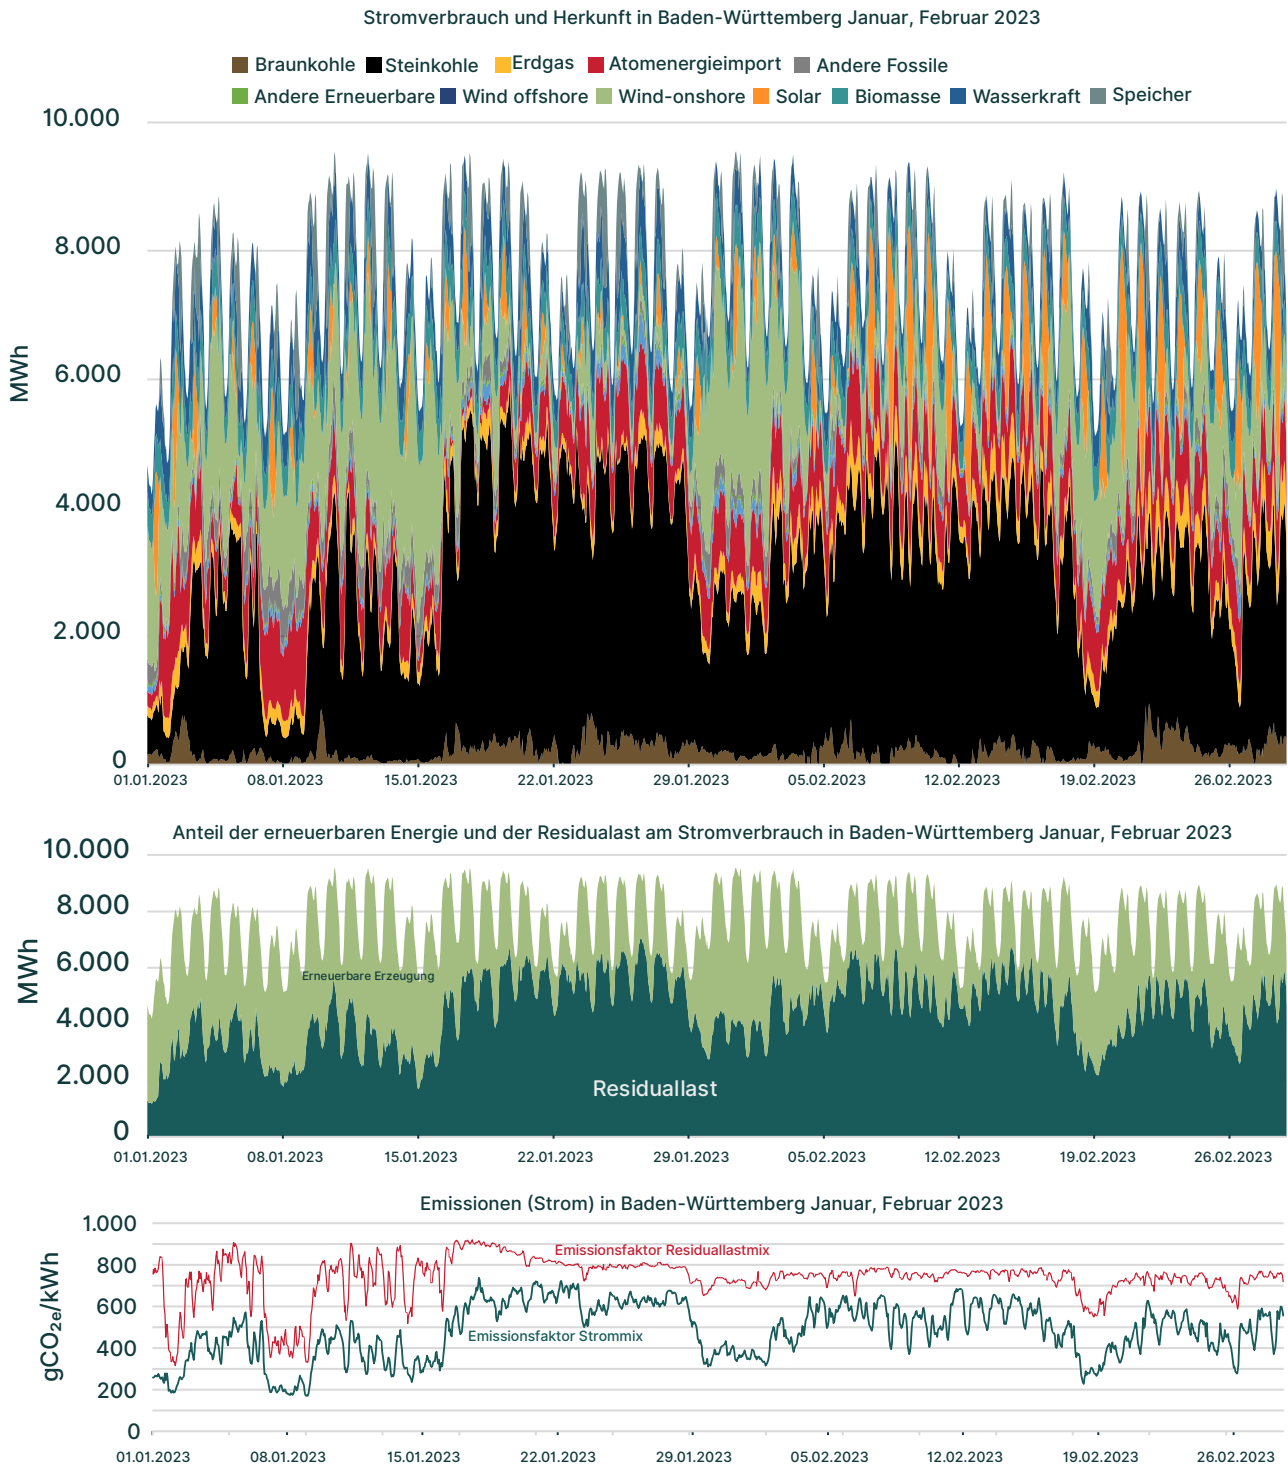 Stromverbrauch und Herkunft in Baden-Württemberg Januar, Februar 2023
Braunkohle Steinkohle Erdgas Atomenergieimport Andere Fossile
Andere Erneuerbare Wind offshore Wind-onshore Solar Biomasse Wasserkraft Speicher
MWh
10.000
8.000
6.000
4.000
2.000
0
01.01.2023 08.01.2023 15.01.2023 22.01.2023 29.01.2023 05.02.2023 12.02.2023 19.02.2023 26.02.2023
Anteil der erneuerbaren Energie und der Residualast am Stromverbrauch in Baden-Württemberg Januar, Februar 2023
MWh
10.000
8.000
6.000
4.000
2.000
0
Erneuerbare Erzeugung
Residuallast
01.01.2023 08.01.2023 15.01.2023 22.01.2023 29.01.2023 05.02.2023 12.02.2023 19.02.2023 26.02.2023
Emissionen (Strom) in Baden-Württemberg Januar, Februar 2023
gCO₂ₑ/kWh
1.000
800
600
400
200
0
Emissionsfaktor Residuallastmix
Emissionsfaktor Strommix
01.01.2023 08.01.2023 15.01.2023 22.01.2023 29.01.2023 05.02.2023 12.02.2023 19.02.2023 26.02.2023